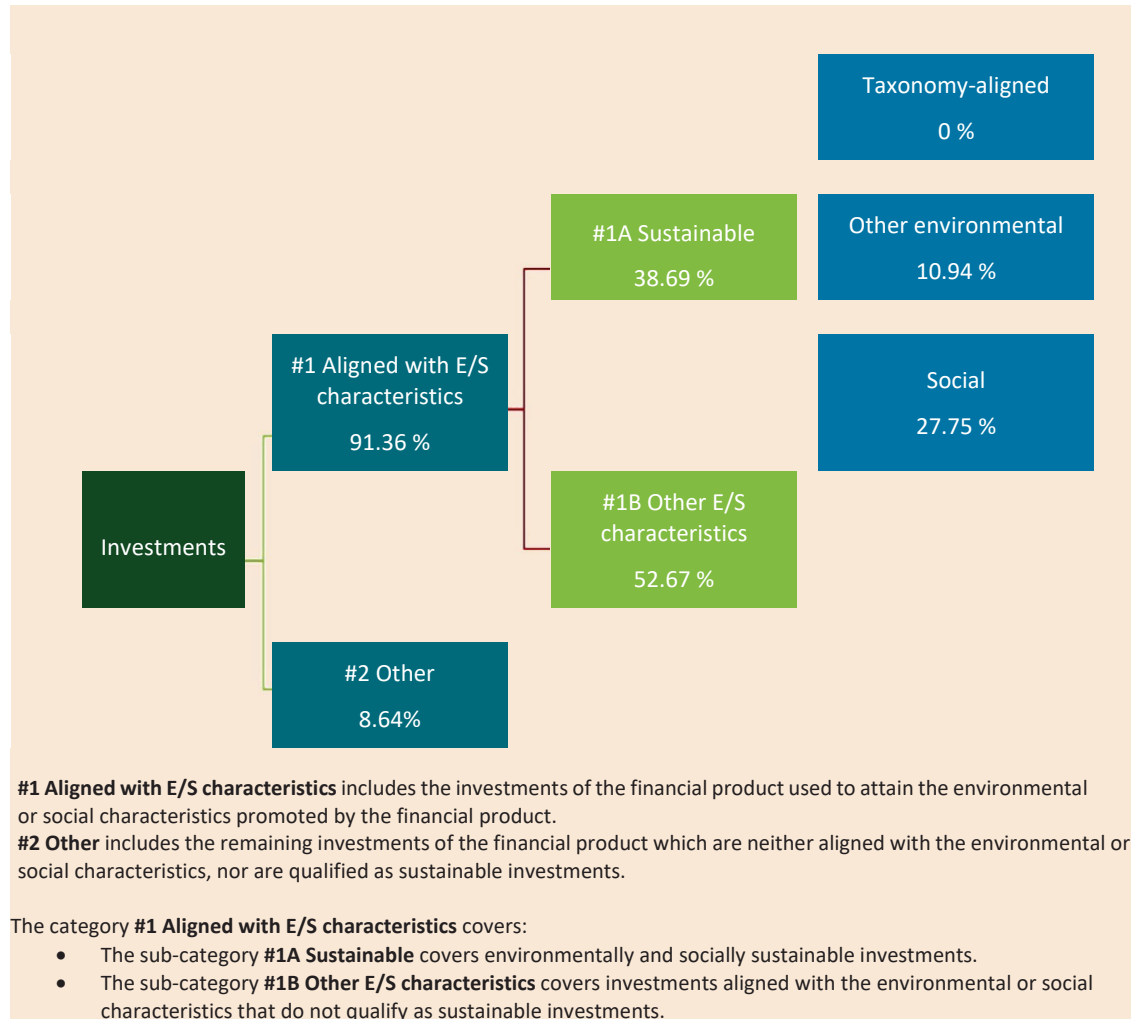 Taxonomy-aligned
0 %
#1A Sustainable
38.69 %
Other environmental
10.94 %
#1 Aligned with E/S
characteristics
91.36 %
Social
27.75 %
Investments
#1B Other E/S
characteristics
52.67 %
#2 Other
8.64%
#1 Aligned with E/S characteristics includes the investments of the financial product used to attain the environmental
or social characteristics promoted by the financial product.
#2 Other includes the remaining investments of the financial product which are neither aligned with the environmental or
social characteristics, nor are qualified as sustainable investments.
The category #1 Aligned with E/S characteristics covers:
• The sub-category #1A Sustainable covers environmentally and socially sustainable investments.
• The sub-category #1B Other E/S characteristics covers investments aligned with the environmental or social
characteristics that do not qualify as sustainable investments.